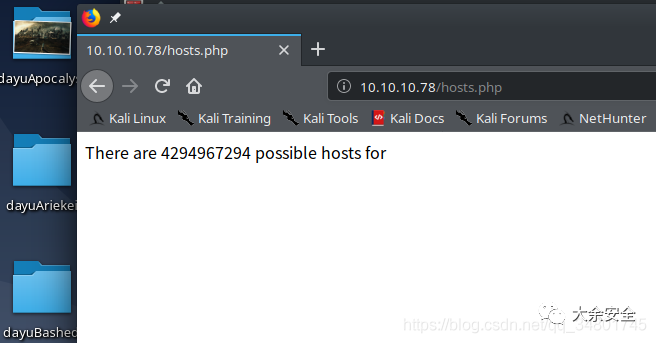 10.10.10.78/hosts.php
10.10.10.78/hosts.php
Kali Linux Kali Training Kali Tools Kali Docs Kali Forums NetHunter
There are 4294967294 possible hosts for
dayuApocalys
dayuAriekei
dayuBashed
大余安全
https://blog.csdn.net/qq_34801745